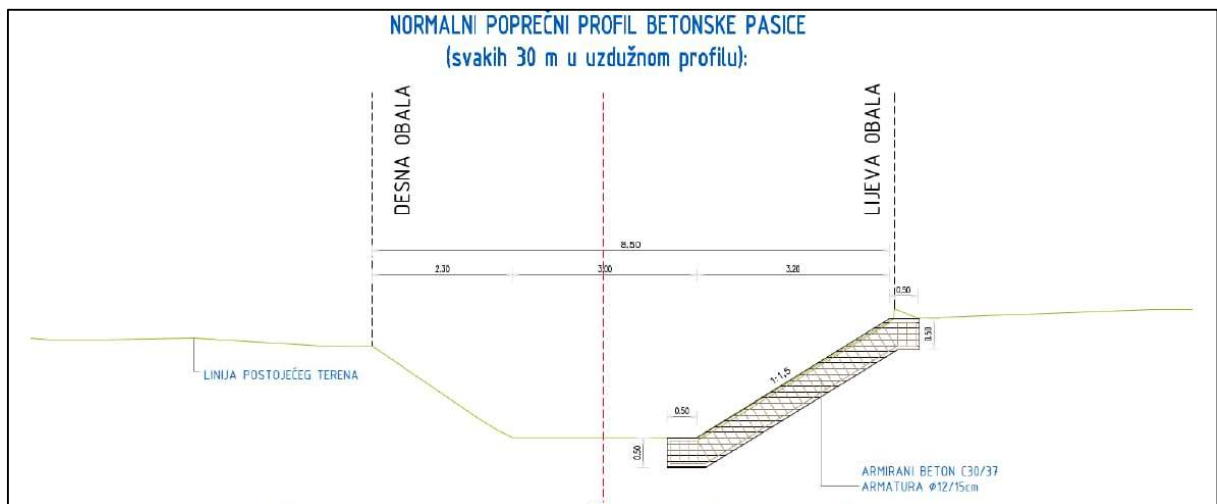 NORMALNI POPREČNI PROFIL BETONSKE PASICE
(svakih 30 m u uzdužnom profilu):
DESNA OBALA
LIJEVA OBALA
8.50
2.30
3.00
3.20
0.50
0.50
LINIJA POSTOJEĆEG TERENA
1:1,5
0.50
0.50
ARMIRANI BETON C30/37
ARMATURA ϕ12/15cm